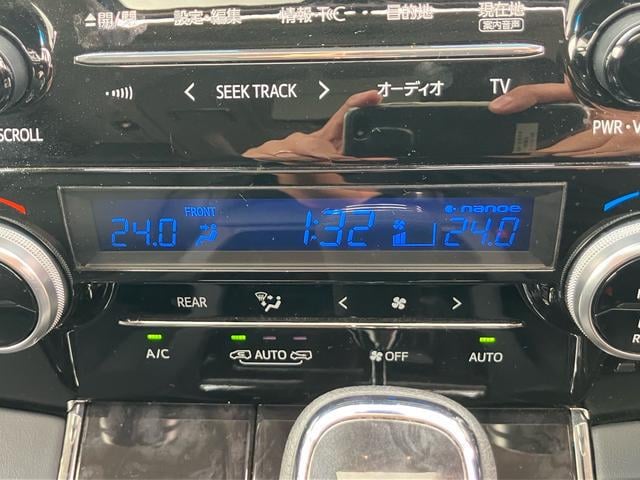 ▲開/閉 設定・編集 情報・TC 目的地 現在地
案内音声
SEEK TRACK オーディオ TV
SCROLL PWR・V
FRONT nanoe
24.0 1:32 24.0
REAR
A/C AUTO OFF AUTO